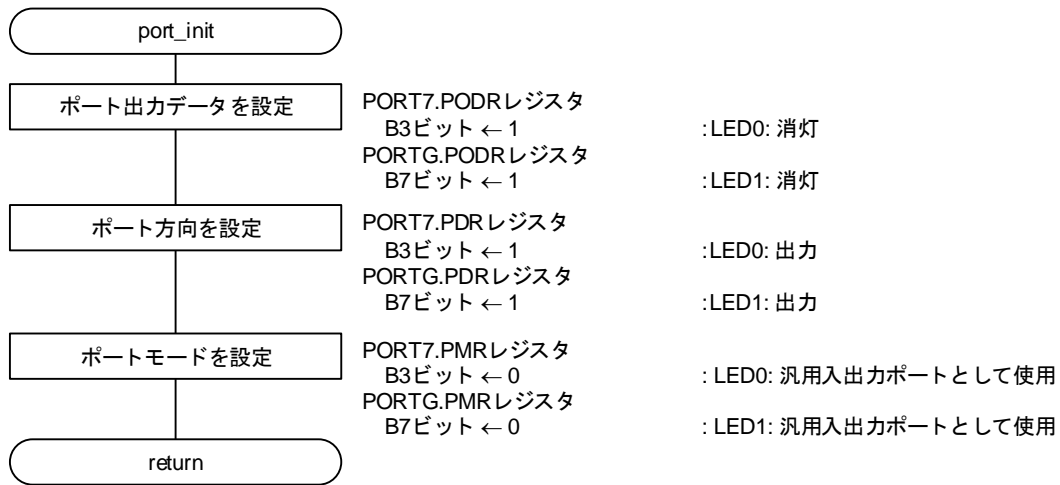 port_init
ポート出力データを設定
PORT7.PODRレジスタ
B3ビット ← 1 :LED0: 消灯
PORTG.PODRレジスタ
B7ビット ← 1 :LED1: 消灯
ポート方向を設定
PORT7.PDRレジスタ
B3ビット ← 1 :LED0: 出力
PORTG.PDRレジスタ
B7ビット ← 1 :LED1: 出力
ポートモードを設定
PORT7.PMRレジスタ
B3ビット ← 0 : LED0: 汎用入出力ポートとして使用
PORTG.PMRレジスタ
B7ビット ← 0 : LED1: 汎用入出力ポートとして使用
return